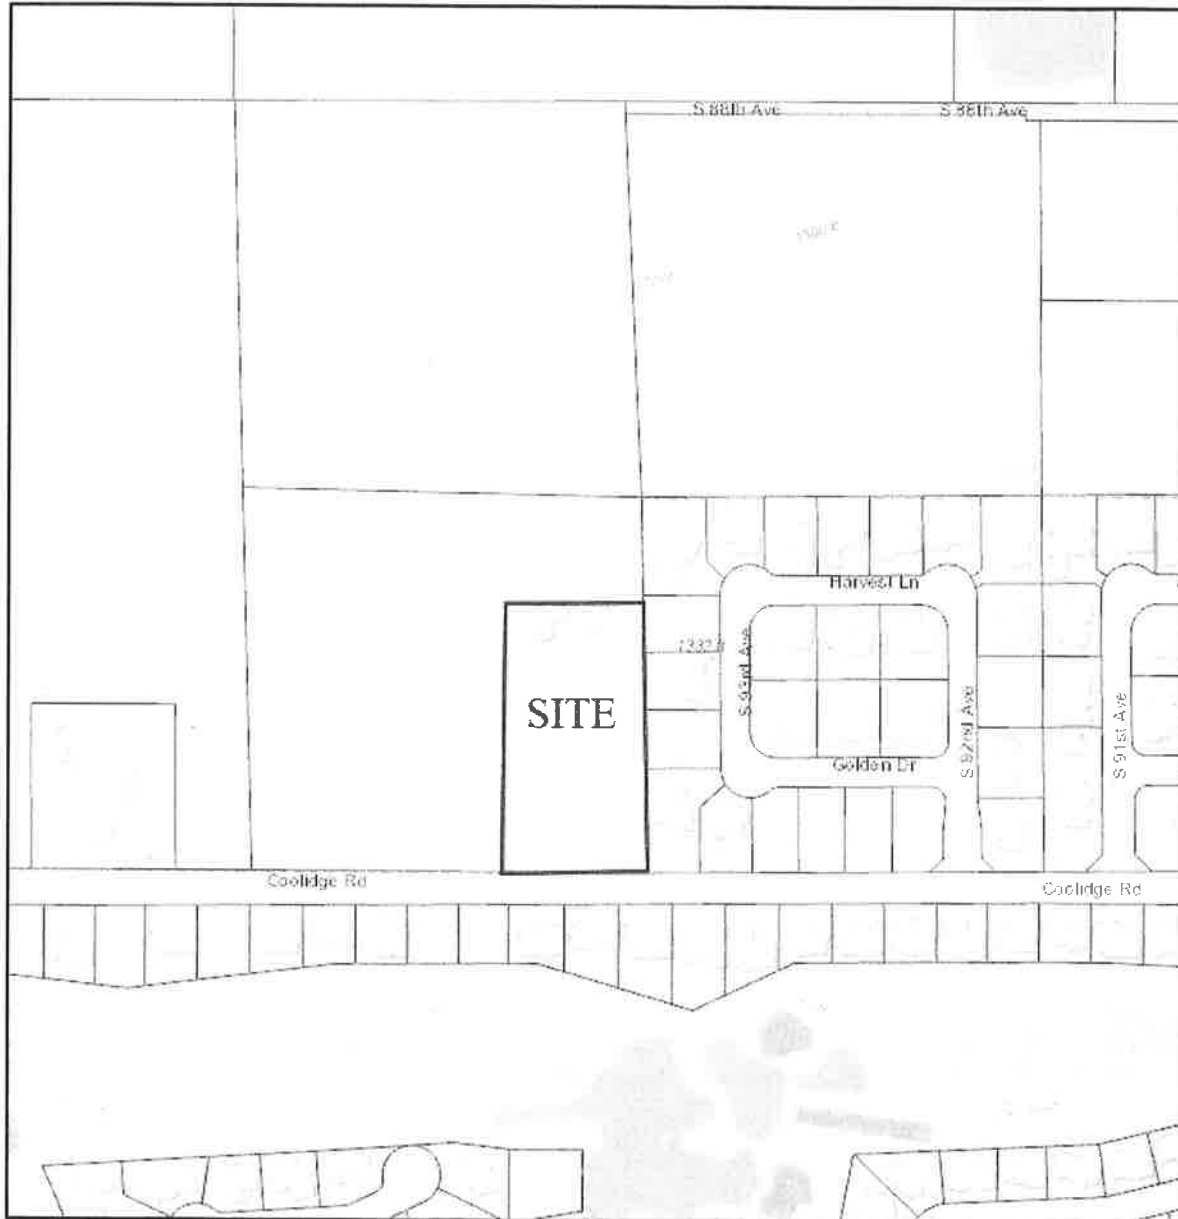 S 88th Ave S 88th Ave
Harvest Ln
S 93rd Ave
SITE
Golden Dr
S 92nd Ave
S 91st Ave
Coolidge Rd
Coolidge Rd